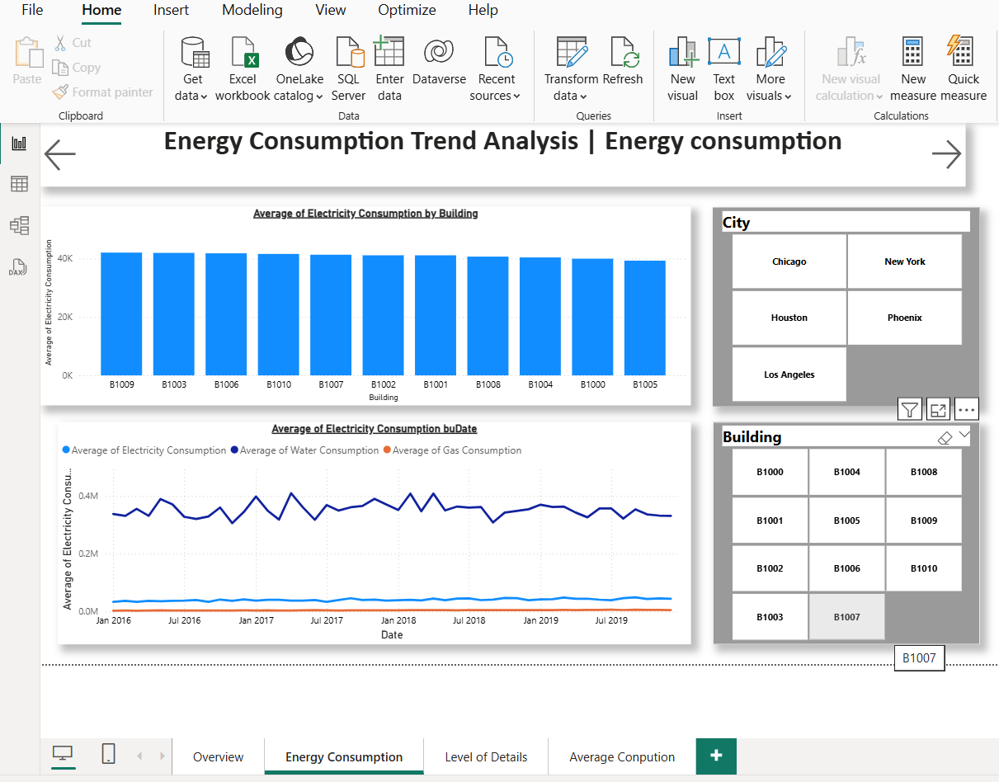 File Home Insert Modeling View Optimize Help
Paste
Cut
Copy
Format painter
Clipboard
Get data
Excel workbook
OneLake catalog
SQL Server
Enter data
Dataverse
Recent sources
Data
Transform data
Refresh
Queries
New visual
Text box
More visuals
Insert
New visual calculation
New measure
Quick measure
Calculations
DAX
Energy Consumption Trend Analysis | Energy consumption
Average of Electricity Consumption by Building
Average of Electricity Consumption
40K
20K
0K
B1009 B1003 B1006 B1010 B1007 B1002 B1001 B1008 B1004 B1000 B1005
Building
City
Chicago New York
Houston Phoenix
Los Angeles
Average of Electricity Consumption buDate
Average of Electricity Consumption Average of Water Consumption Average of Gas Consumption
Average of Electricity Consu...
0.4M
0.2M
0.0M
Jan 2016 Jul 2016 Jan 2017 Jul 2017 Jan 2018 Jul 2018 Jan 2019 Jul 2019
Date
Building
B1000 B1004 B1008
B1001 B1005 B1009
B1002 B1006 B1010
B1003 B1007
B1007
Overview Energy Consumption Level of Details Average Conpution